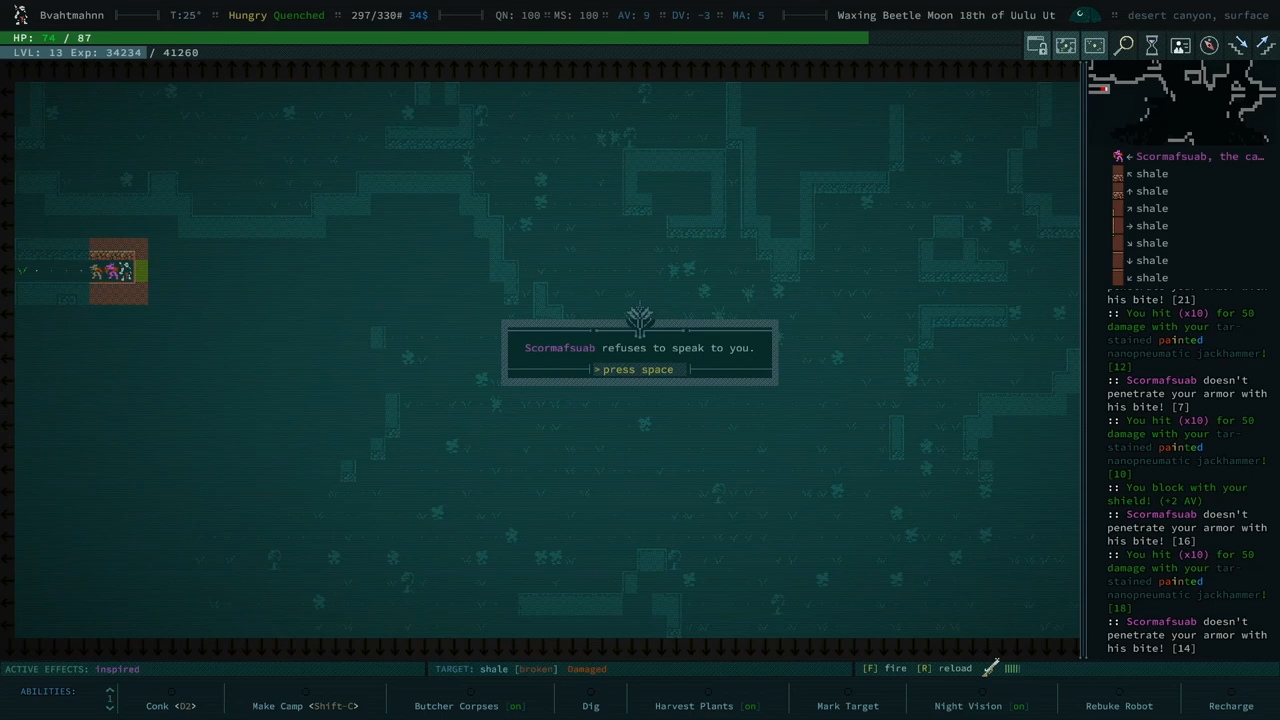 Bvahtmahnn T:25° :: Hungry Quenched :: 297/330# 34$ QN: 100 :: MS: 100 :: AV: 9 :: DV: -3 :: MA: 5 Waxing Beetle Moon 18th of Uulu Ut :: desert canyon, surface
HP: 74 / 87
LVL: 13 Exp: 34234 / 41260
Scormafsuab, the ca…
shale
shale
shale
shale
shale
shale
shale
penetrate your armor with
his bite! [21]
:: You hit (x10) for 50
damage with your tar-
stained painted
nanopneumatic jackhammer!
[12]
:: Scormafsuab doesn't
penetrate your armor with
his bite! [7]
:: You hit (x10) for 50
damage with your tar-
stained painted
nanopneumatic jackhammer!
[10]
:: You block with your
shield! (+2 AV)
:: Scormafsuab doesn't
penetrate your armor with
his bite! [16]
:: You hit (x10) for 50
damage with your tar-
stained painted
nanopneumatic jackhammer!
[18]
:: Scormafsuab doesn't
penetrate your armor with
his bite! [14]
Scormafsuab refuses to speak to you.
> press space
ACTIVE EFFECTS: inspired TARGET: shale [broken] Damaged [F] fire [R] reload
ABILITIES: 1 Conk <D2> Make Camp <Shift-C> Butcher Corpses [on] Dig Harvest Plants [on] Mark Target Night Vision [on] Rebuke Robot Recharge